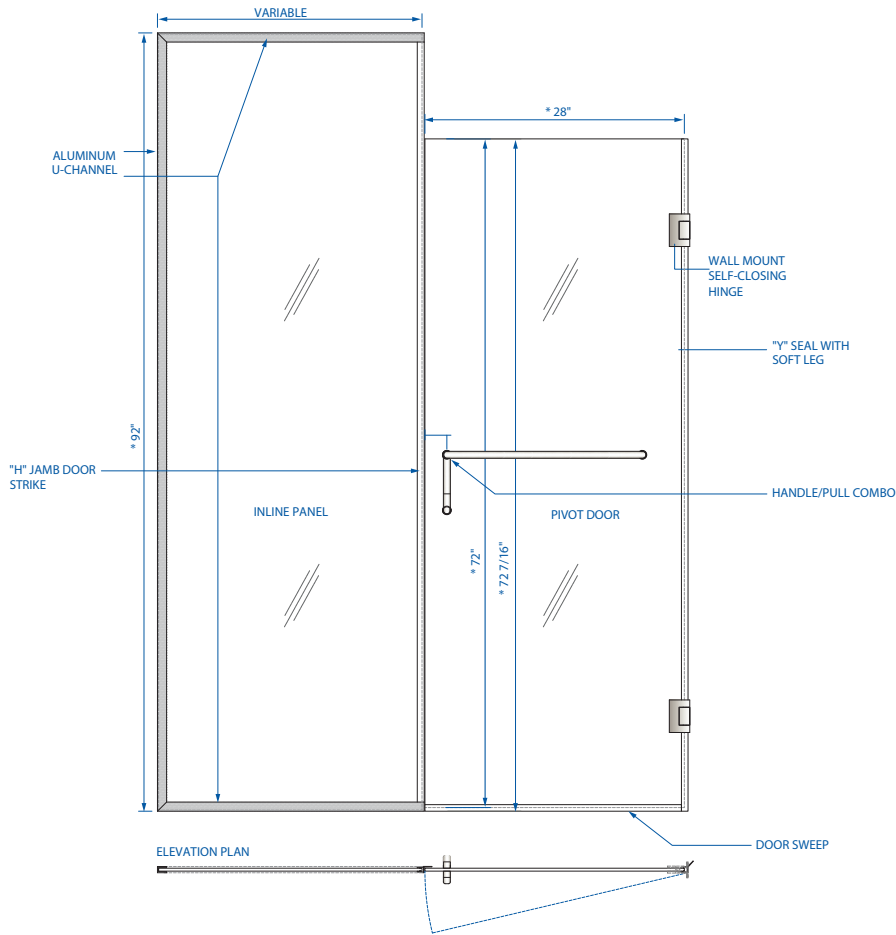 VARIABLE
* 28"
ALUMINUM
U-CHANNEL
WALL MOUNT
SELF-CLOSING
HINGE
"Y" SEAL WITH
SOFT LEG
* 92"
"H" JAMB DOOR
STRIKE
HANDLE/PULL COMBO
INLINE PANEL
PIVOT DOOR
* 72"
* 72 7/16"
DOOR SWEEP
ELEVATION PLAN